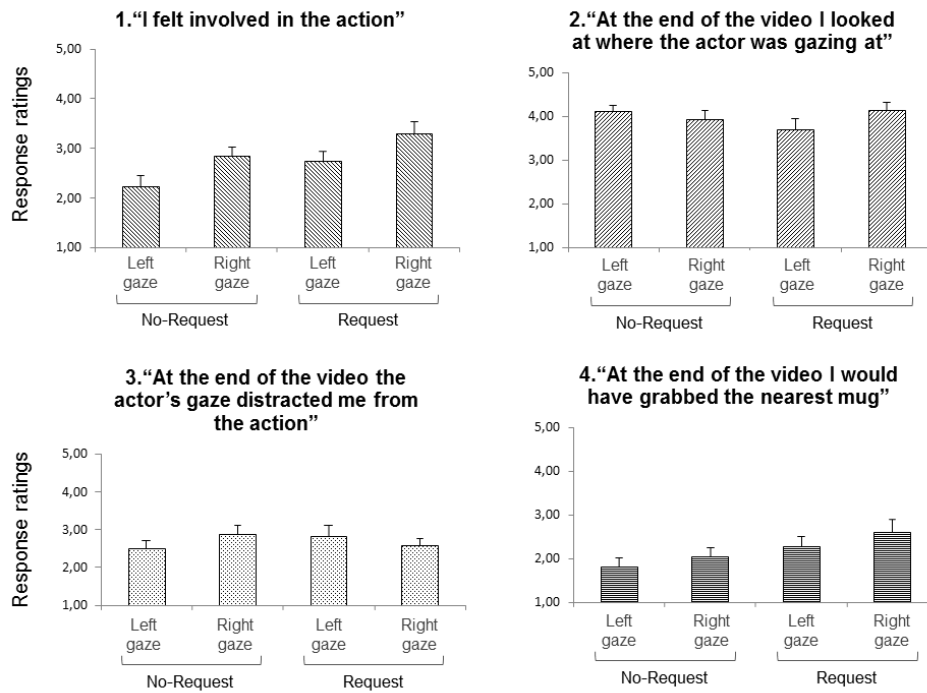 1.“I felt involved in the action”
Response ratings
5,00
4,00
3,00
2,00
1,00
Left gaze
Right gaze
Left gaze
Right gaze
No-Request
Request
2.“At the end of the video I looked
at where the actor was gazing at”
5,00
4,00
3,00
2,00
1,00
Left gaze
Right gaze
Left gaze
Right gaze
No-Request
Request
3.“At the end of the video the
actor’s gaze distracted me from
the action”
Response ratings
5,00
4,00
3,00
2,00
1,00
Left gaze
Right gaze
Left gaze
Right gaze
No-Request
Request
4.“At the end of the video I would
have grabbed the nearest mug”
5,00
4,00
3,00
2,00
1,00
Left gaze
Right gaze
Left gaze
Right gaze
No-Request
Request